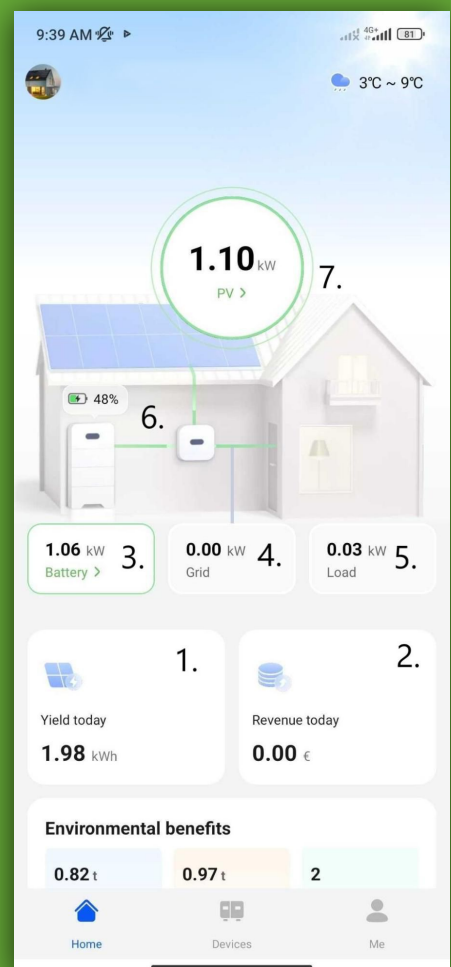 9:39 AM
4G+
81
3℃ ~ 9℃
1.10 kW
PV >
7.
48%
6.
1.06 kW
Battery >
3.
0.00 kW
Grid
4.
0.03 kW
Load
5.
1.
Yield today
1.98 kWh
2.
Revenue today
0.00 €
Environmental benefits
0.82 t
0.97 t
2
Home
Devices
Me